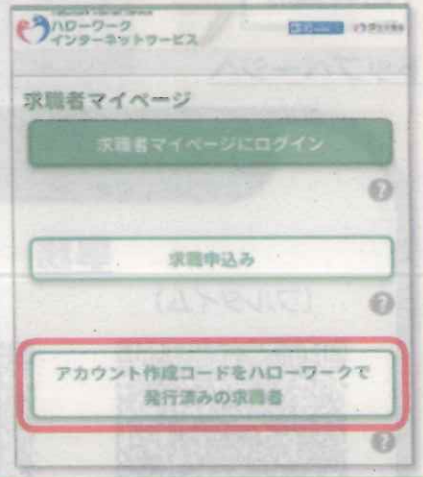 ハローワーク
インターネットサービス
求職者マイページ
求職者マイページにログイン
?
求職申込み
?
アカウント作成コードをハローワークで
発行済みの求職者
?